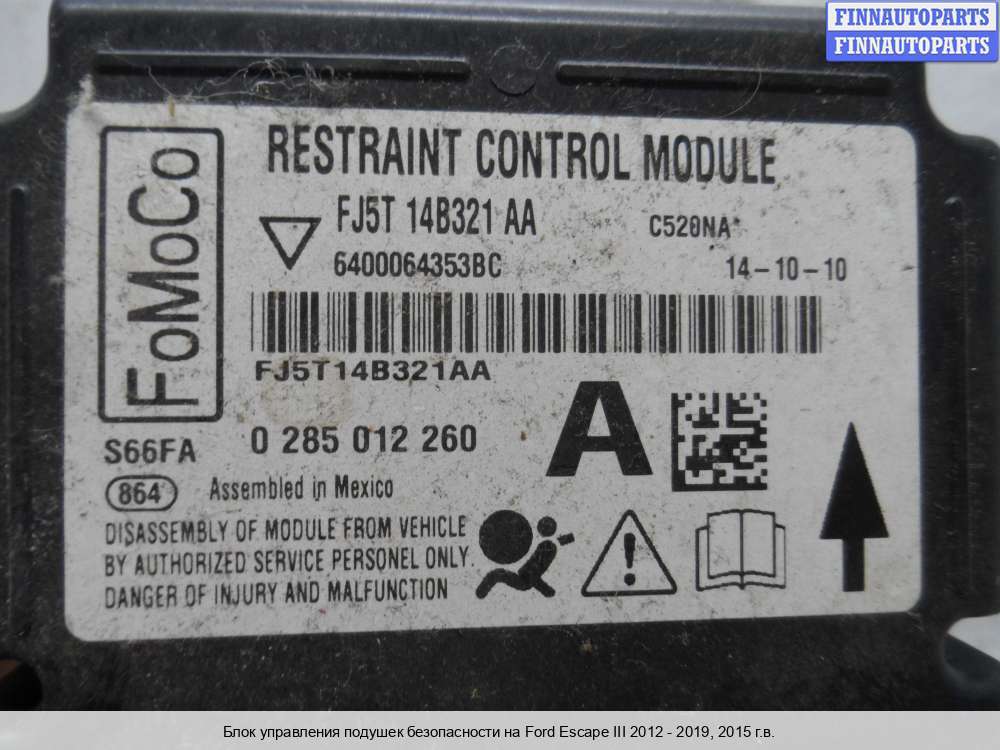 FINNAUTOPARTS
FINNAUTOPARTS
FoMoCo
RESTRAINT CONTROL MODULE
FJ5T 14B321 AA
C520NA*
6400064353BC
14-10-10
FJ5T14B321AA
A
S66FA
0 285 012 260
864
Assembled in Mexico
DISASSEMBLY OF MODULE FROM VEHICLE
BY AUTHORIZED SERVICE PERSONEL ONLY.
DANGER OF INJURY AND MALFUNCTION
Блок управления подушек безопасности на Ford Escape III 2012 - 2019, 2015 г.в.